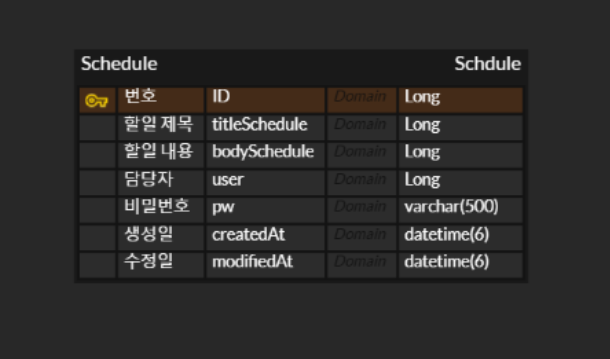 Schedule Schdule
번호 ID Domain Long
할일 제목 titleSchedule Domain Long
할일 내용 bodySchedule Domain Long
담당자 user Domain Long
비밀번호 pw Domain varchar(500)
생성일 createdAt Domain datetime(6)
수정일 modifiedAt Domain datetime(6)